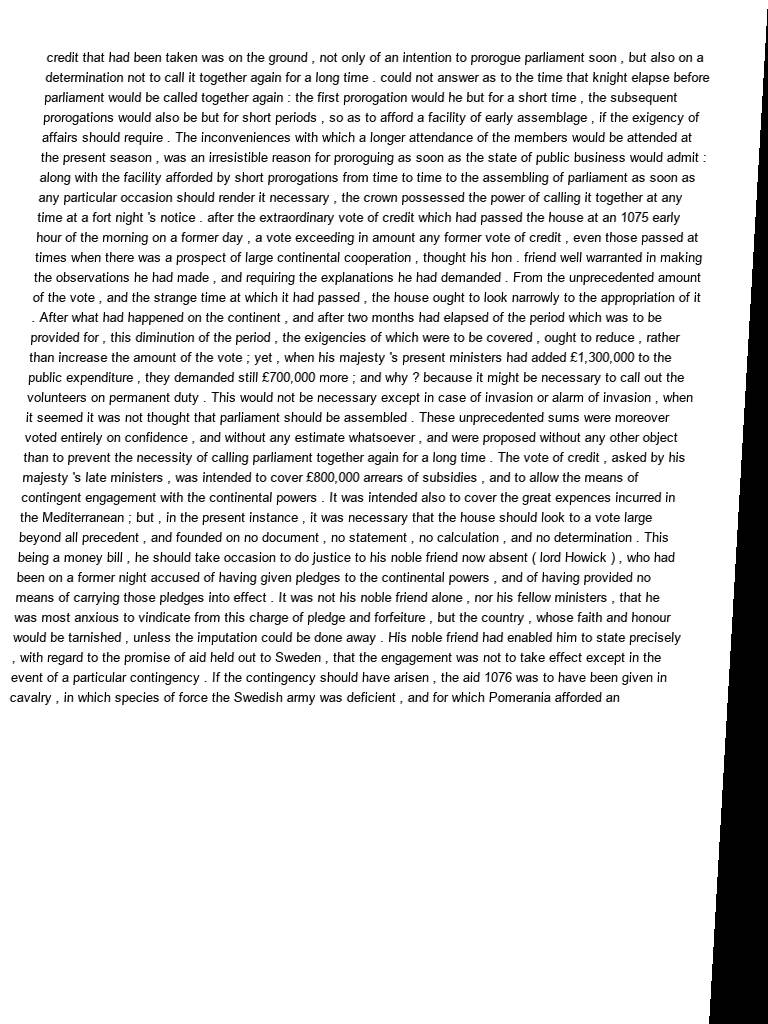 credit that had been taken was on the ground , not only of an intention to prorogue parliament soon , but also on a
determination not to call it together again for a long time . could not answer as to the time that knight elapse before
parliament would be called together again : the first prorogation would he but for a short time , the subsequent
prorogations would also be but for short periods , so as to afford a facility of early assemblage , if the exigency of
affairs should require . The inconveniences with which a longer attendance of the members would be attended at
the present season , was an irresistible reason for proroguing as soon as the state of public business would admit :
along with the facility afforded by short prorogations from time to time to the assembling of parliament as soon as
any particular occasion should render it necessary , the crown possessed the power of calling it together at any
time at a fort night 's notice . after the extraordinary vote of credit which had passed the house at an 1075 early
hour of the morning on a former day , a vote exceeding in amount any former vote of credit , even those passed at
times when there was a prospect of large continental cooperation , thought his hon . friend well warranted in making
the observations he had made , and requiring the explanations he had demanded . From the unprecedented amount
of the vote , and the strange time at which it had passed , the house ought to look narrowly to the appropriation of it
. After what had happened on the continent , and after two months had elapsed of the period which was to be
provided for , this diminution of the period , the exigencies of which were to be covered , ought to reduce , rather
than increase the amount of the vote ; yet , when his majesty 's present ministers had added £1,300,000 to the
public expenditure , they demanded still £700,000 more ; and why ? because it might be necessary to call out the
volunteers on permanent duty . This would not be necessary except in case of invasion or alarm of invasion , when
it seemed it was not thought that parliament should be assembled . These unprecedented sums were moreover
voted entirely on confidence , and without any estimate whatsoever , and were proposed without any other object
than to prevent the necessity of calling parliament together again for a long time . The vote of credit , asked by his
majesty 's late ministers , was intended to cover £800,000 arrears of subsidies , and to allow the means of
contingent engagement with the continental powers . It was intended also to cover the great expences incurred in
the Mediterranean ; but , in the present instance , it was necessary that the house should look to a vote large
beyond all precedent , and founded on no document , no statement , no calculation , and no determination . This
being a money bill , he should take occasion to do justice to his noble friend now absent ( lord Howick ) , who had
been on a former night accused of having given pledges to the continental powers , and of having provided no
means of carrying those pledges into effect . It was not his noble friend alone , nor his fellow ministers , that he
was most anxious to vindicate from this charge of pledge and forfeiture , but the country , whose faith and honour
would be tarnished , unless the imputation could be done away . His noble friend had enabled him to state precisely
, with regard to the promise of aid held out to Sweden , that the engagement was not to take effect except in the
event of a particular contingency . If the contingency should have arisen , the aid 1076 was to have been given in
cavalry , in which species of force the Swedish army was deficient , and for which Pomerania afforded an